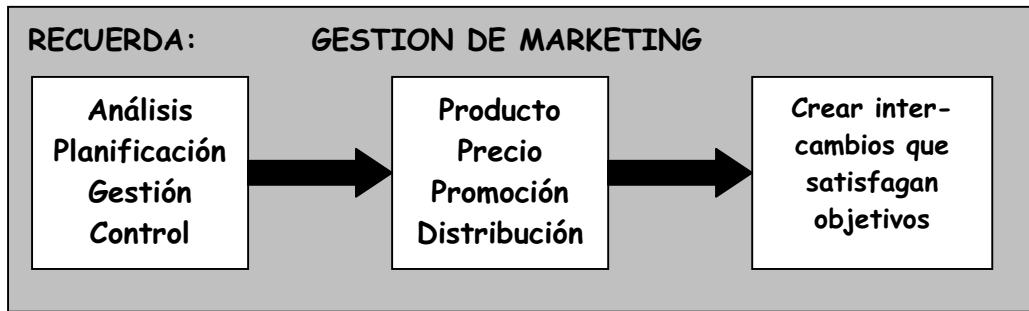 RECUERDA: GESTION DE MARKETING
Análisis
Planificación
Gestión
Control
Producto
Precio
Promoción
Distribución
Crear inter-
cambios que
satisfagan
objetivos